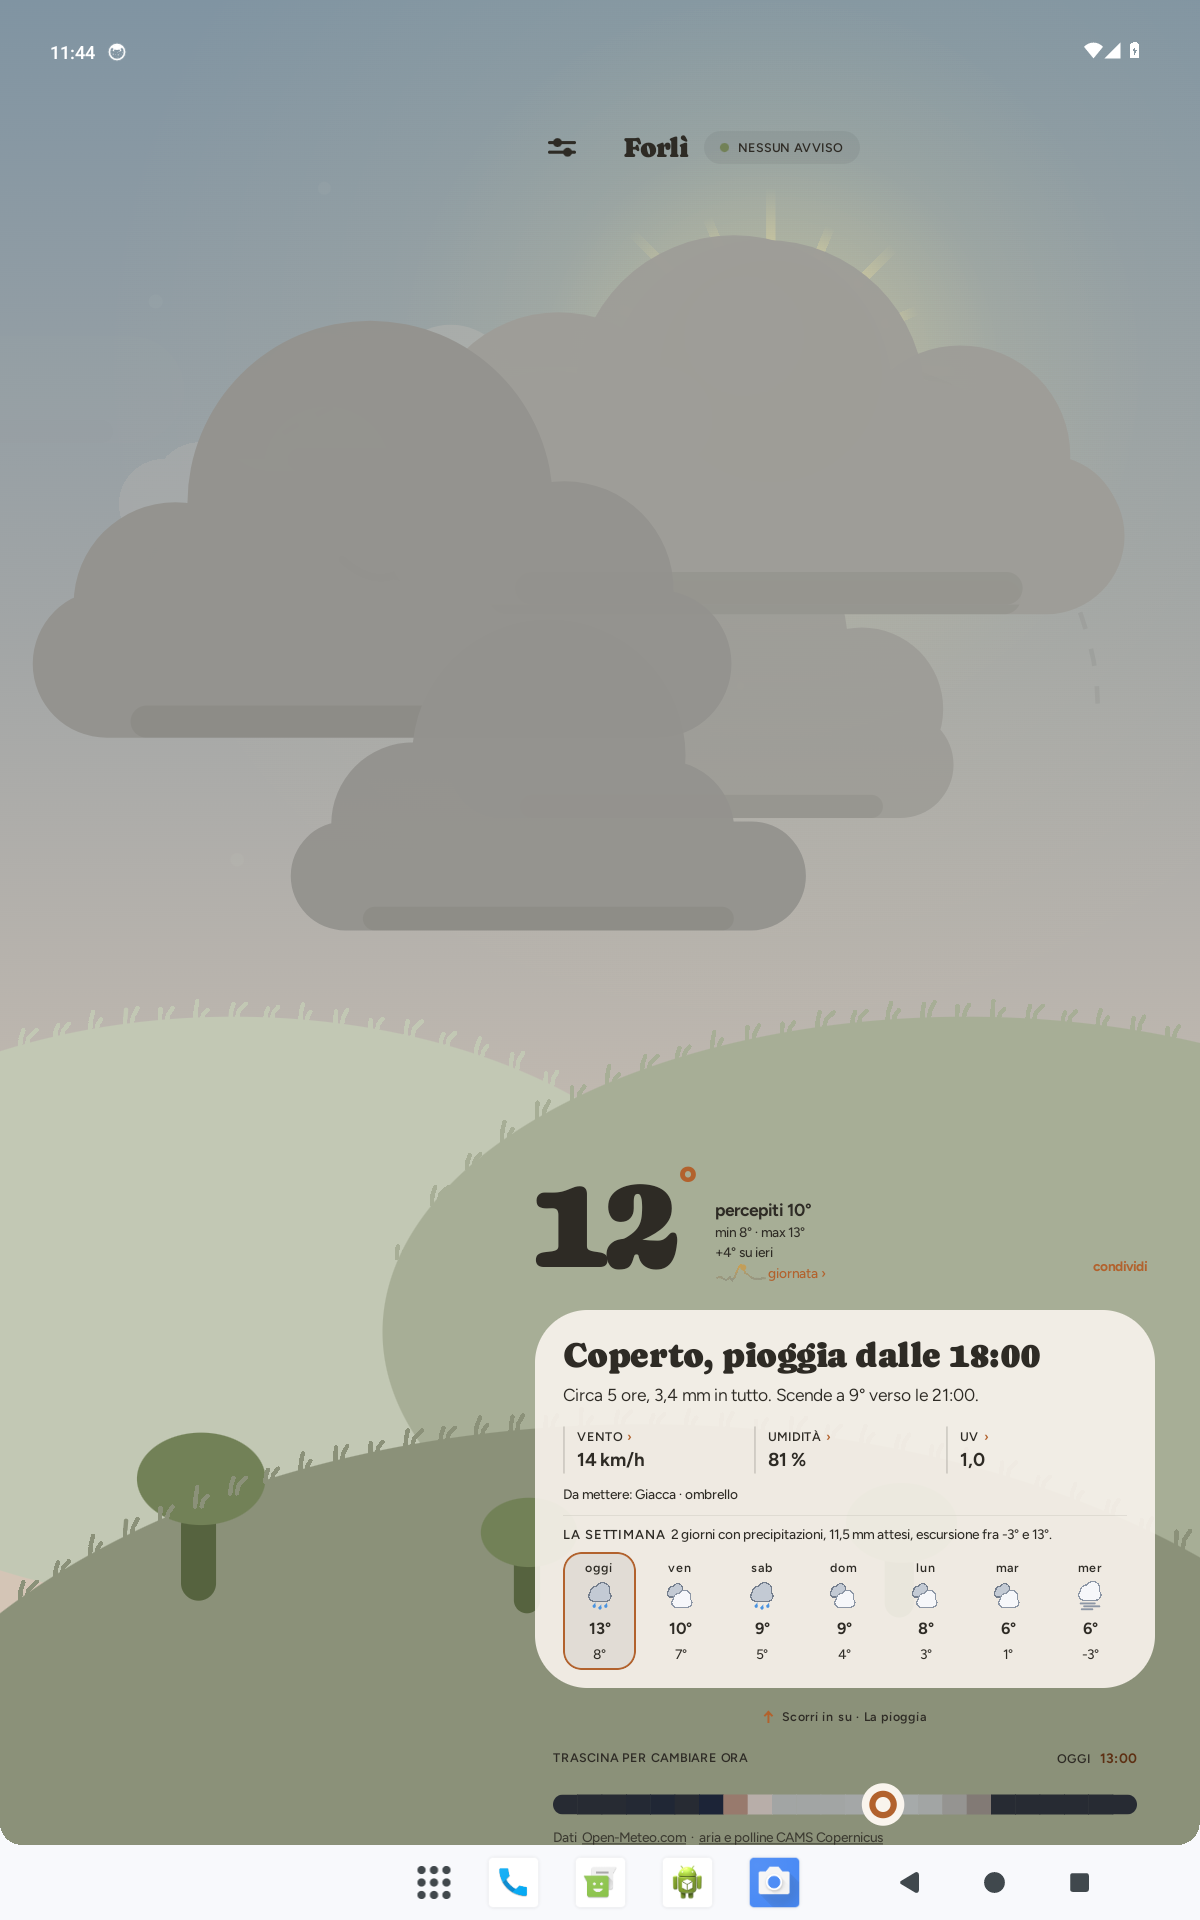 11:44
Forlì NESSUN AVVISO
12°
percepiti 10°
min 8° · max 13°
+4° su ieri
giornata ›
condividi
Coperto, pioggia dalle 18:00
Circa 5 ore, 3,4 mm in tutto. Scende a 9° verso le 21:00.
VENTO › UMIDITÀ › UV ›
14 km/h 81 % 1,0
Da mettere: Giacca · ombrello
LA SETTIMANA 2 giorni con precipitazioni, 11,5 mm attesi, escursione fra -3° e 13°.
oggi ven sab dom lun mar mer
13° 10° 9° 9° 8° 6° 6°
8° 7° 5° 4° 3° 1° -3°
↑ Scorri in su · La pioggia
TRASCINA PER CAMBIARE ORA OGGI 13:00
Dati Open-Meteo.com · aria e polline CAMS Copernicus